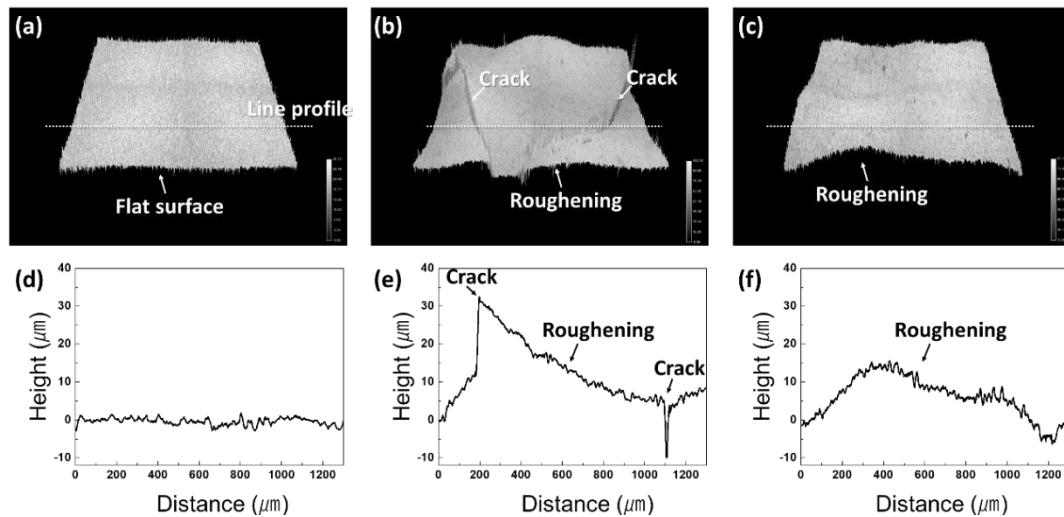 (a)
Line profile
Flat surface
(b)
Crack
Crack
Roughening
(c)
Roughening
(d)
Height (μm)
40
30
20
10
0
-10
0 200 400 600 800 1000 1200
Distance (μm)
(e)
Crack
Roughening
Crack
Height (μm)
40
30
20
10
0
-10
0 200 400 600 800 1000 1200
Distance (μm)
(f)
Roughening
Height (μm)
40
30
20
10
0
-10
0 200 400 600 800 1000 1200
Distance (μm)